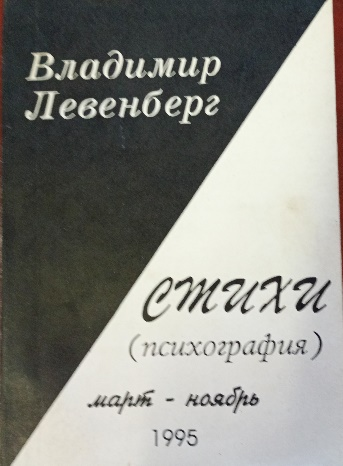 Владимир
Левенберг
СТИХИ
(психография)
март - ноябрь
1995